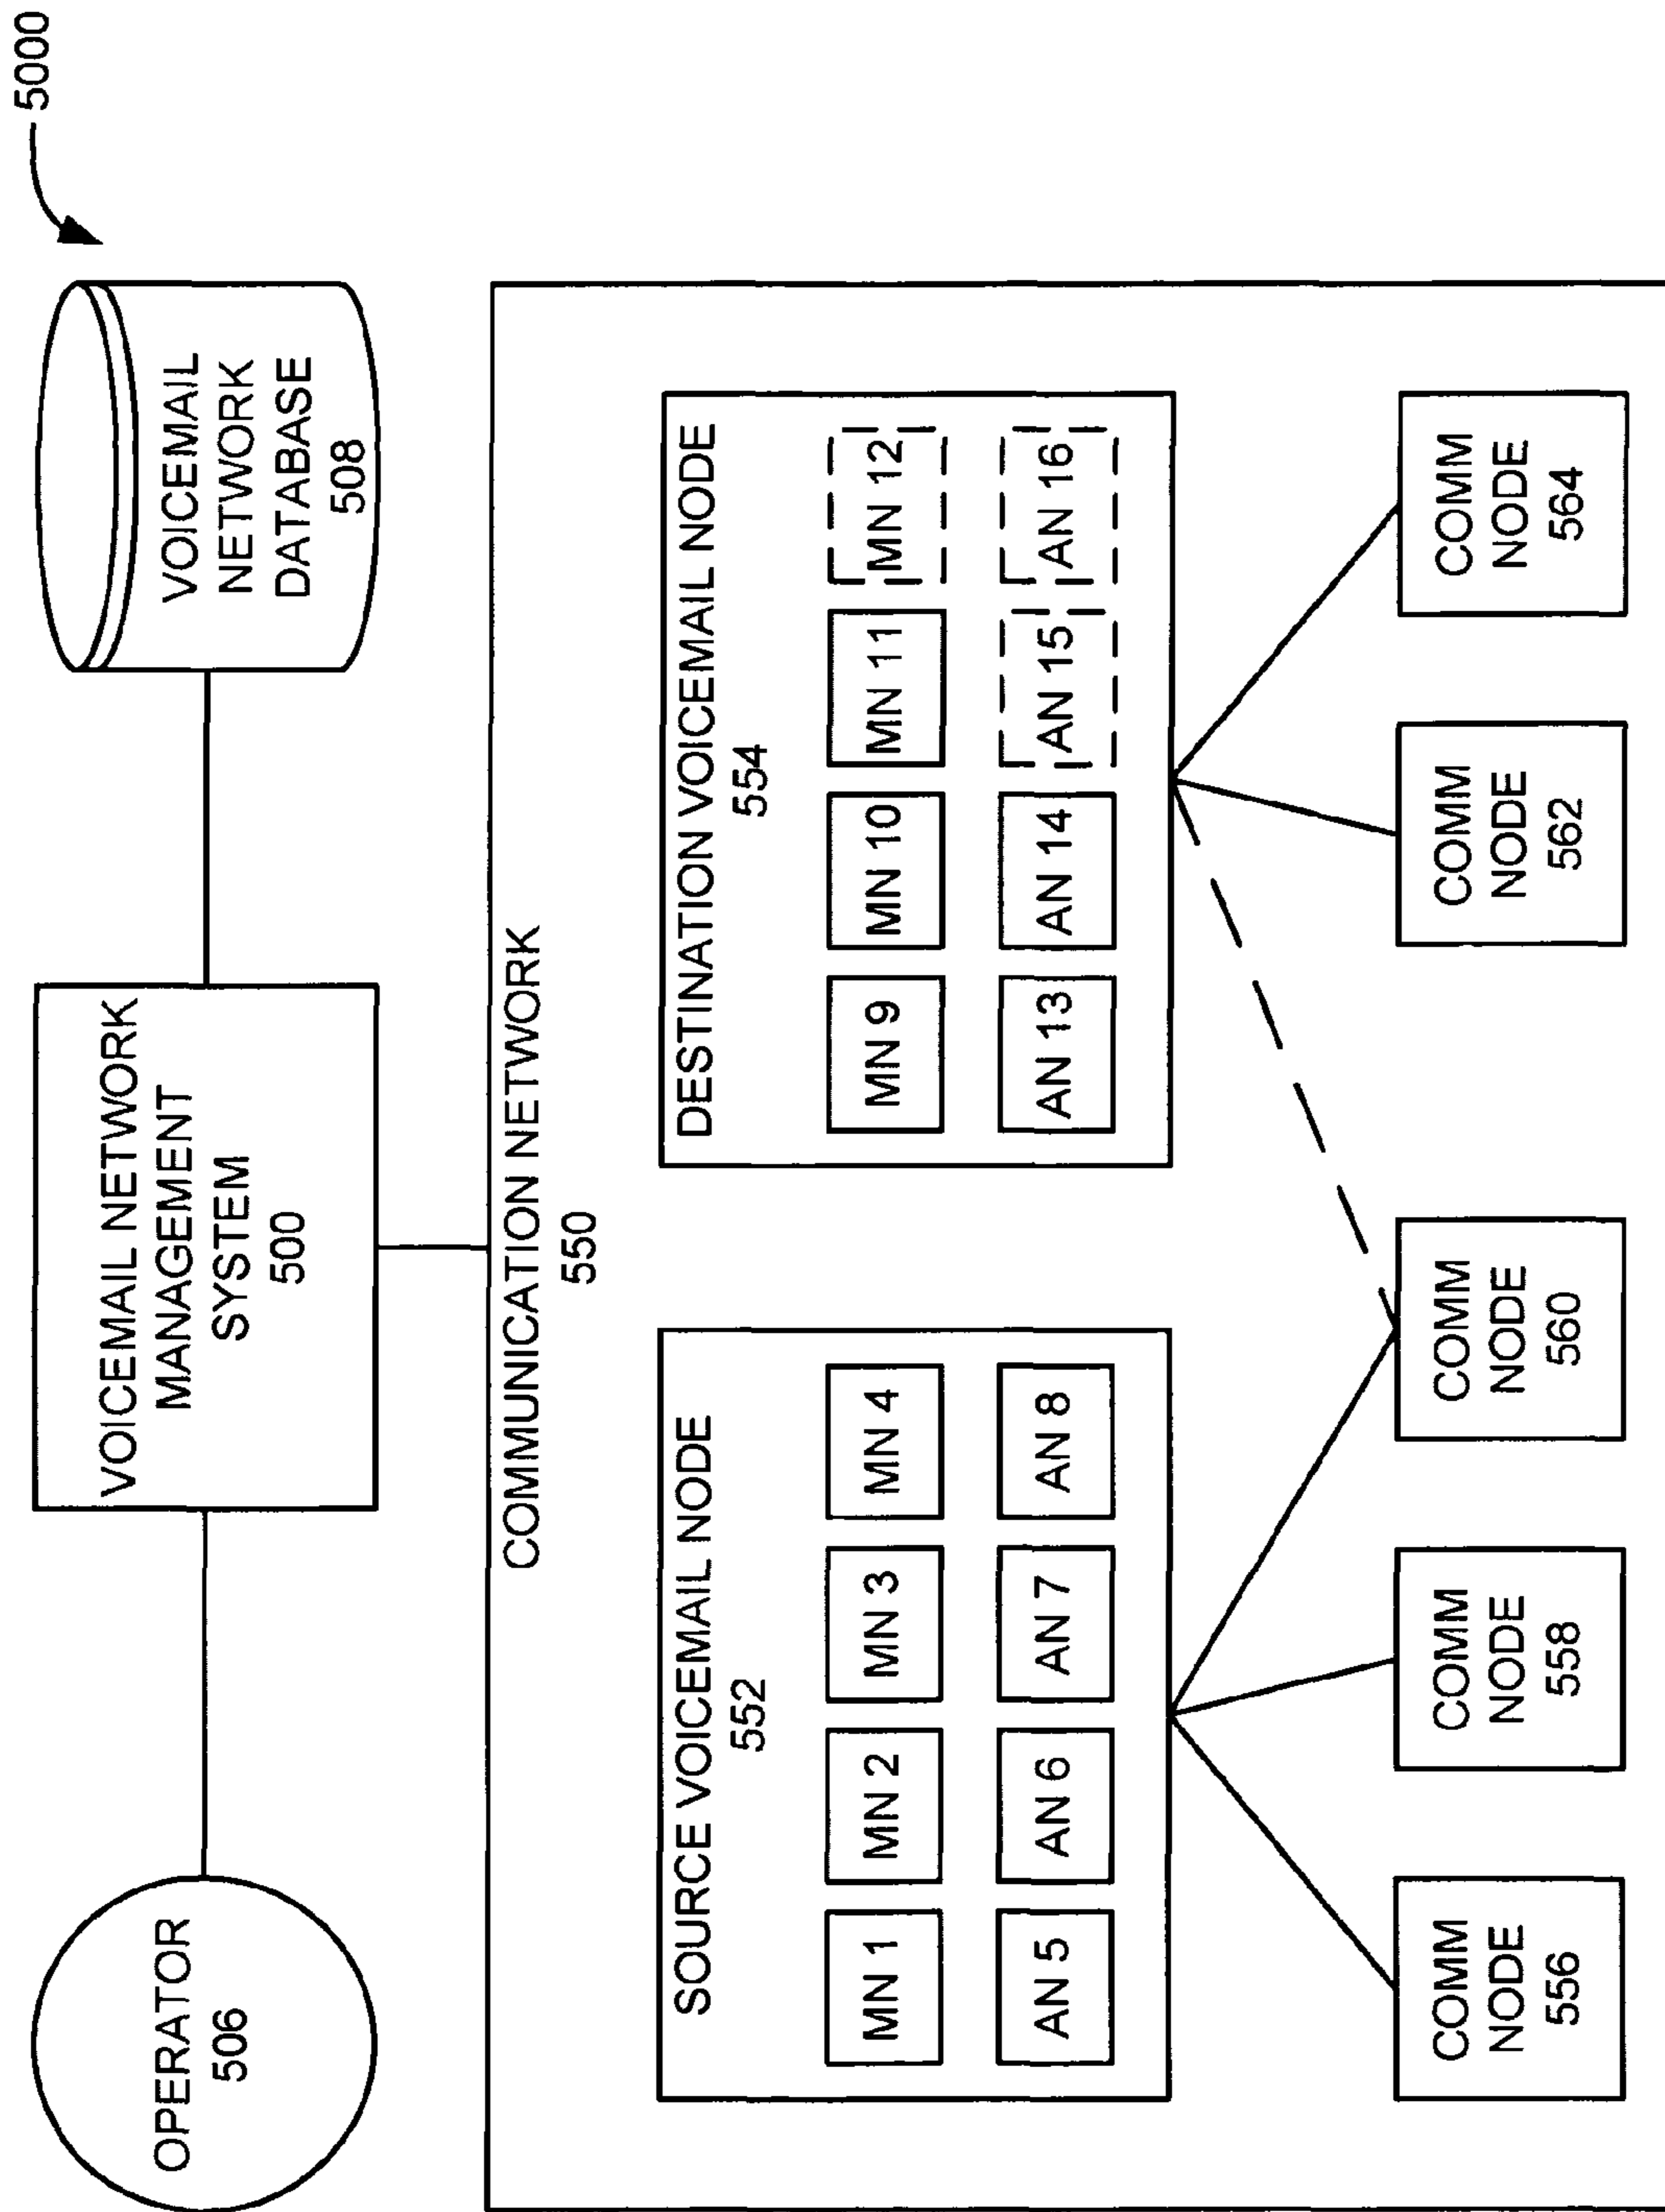 5000
OPERATOR
506
VOICEMAIL NETWORK
MANAGEMENT
SYSTEM
500
VOICEMAIL
NETWORK
DATABASE
508
COMMUNICATION NETWORK
550
SOURCE VOICEMAIL NODE
552
MN 1
MN 2
MN 3
MN 4
AN 5
AN 6
AN 7
AN 8
DESTINATION VOICEMAIL NODE
554
MN 9
MN 10
MN 11
MN 12
AN 13
AN 14
AN 15
AN 16
COMM
NODE
556
COMM
NODE
558
COMM
NODE
560
COMM
NODE
562
COMM
NODE
564